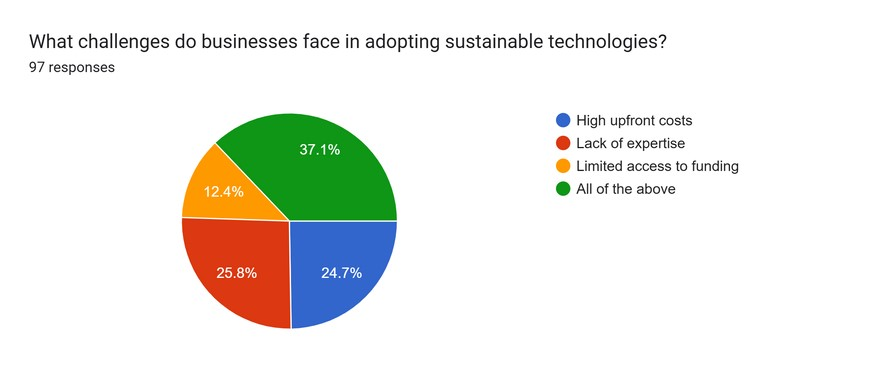 What challenges do businesses face in adopting sustainable technologies?
97 responses
High upfront costs
Lack of expertise
Limited access to funding
All of the above
37.1%
12.4%
25.8%
24.7%